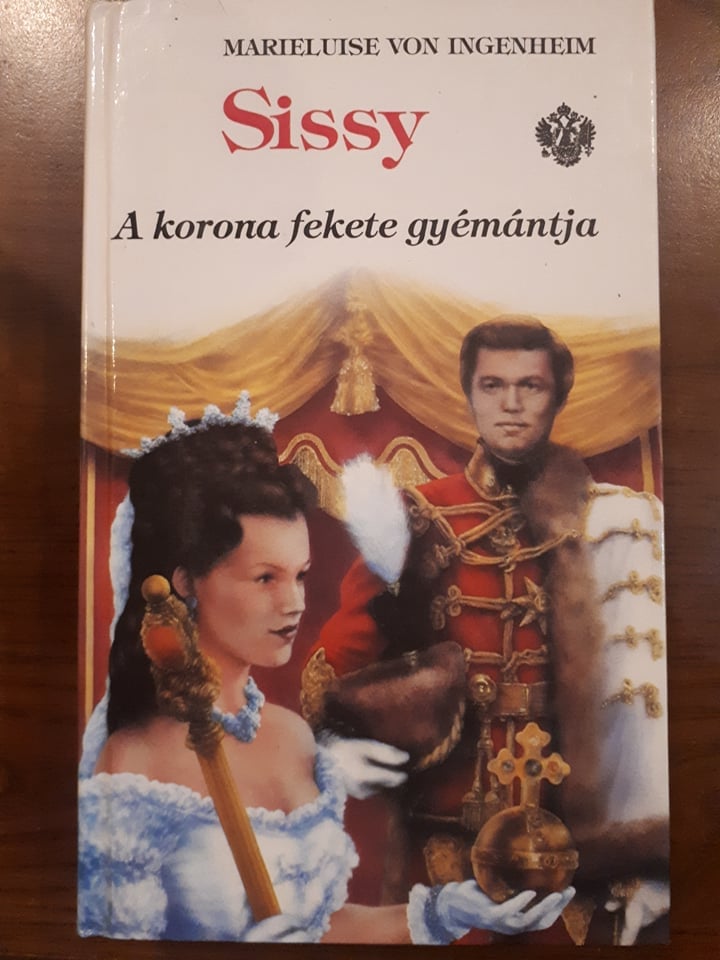 MARIELUISE VON INGENHEIM
Sissy
A korona fekete gyémántja